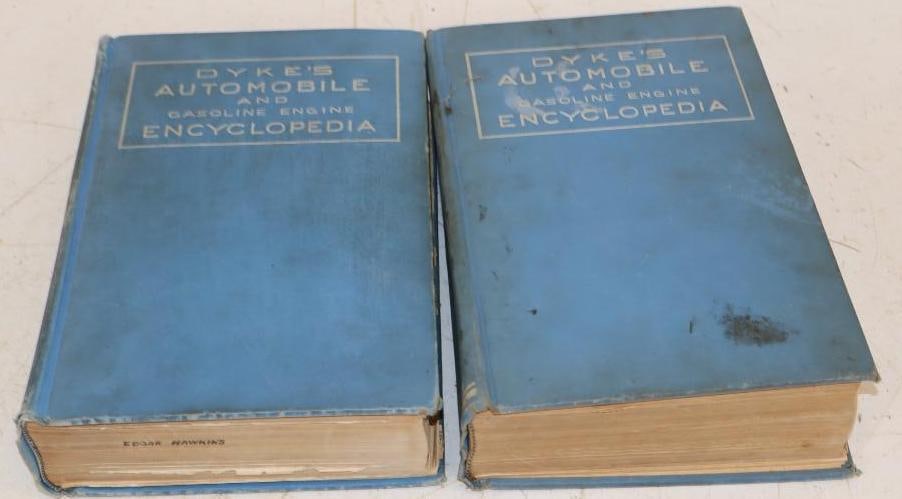 DYKE'S
AUTOMOBILE
AND
GASOLINE ENGINE
ENCYCLOPEDIA
EDGAR HAWKINS
DYKE'S
AUTOMOBILE
AND
GASOLINE ENGINE
ENCYCLOPEDIA